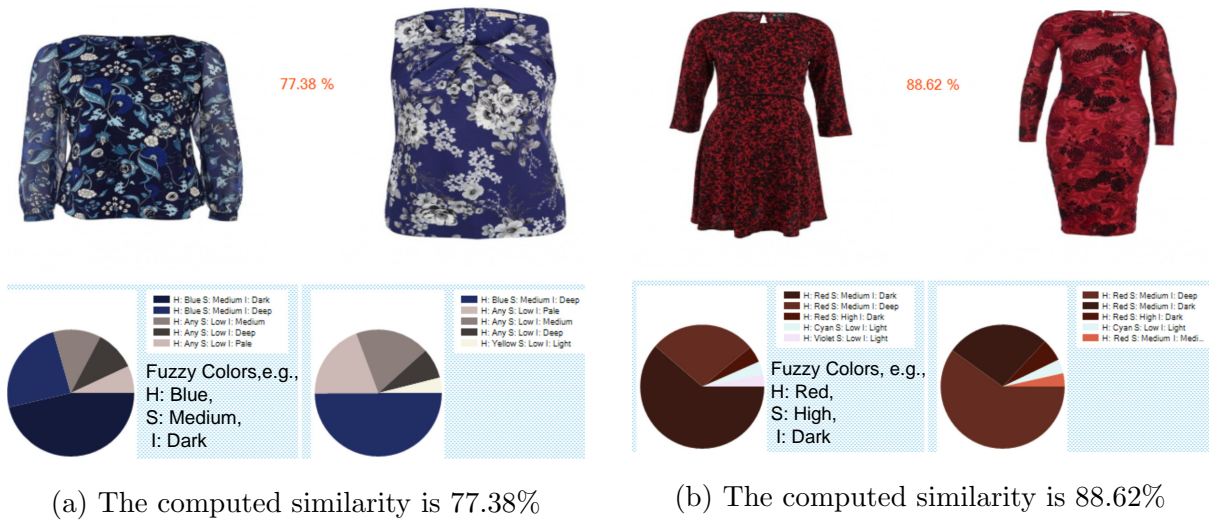 77.38 %
88.62 %
H: Blue S: Medium I: Dark
H: Blue S: Medium I: Deep
H: Any S: Low I: Medium
H: Any S: Low I: Deep
H: Any S: Low I: Pale
Fuzzy Colors,e.g.,
H: Blue,
S: Medium,
I: Dark
H: Blue S: Medium I: Deep
H: Any S: Low I: Pale
H: Any S: Low I: Medium
H: Any S: Low I: Deep
H: Yellow S: Low I: Light
H: Red S: Medium I: Dark
H: Red S: Medium I: Deep
H: Red S: High I: Dark
H: Cyan S: Low I: Light
H: Violet S: Low I: Light
Fuzzy Colors, e.g.,
H: Red,
S: High,
I: Dark
H: Red S: Medium I: Deep
H: Red S: Medium I: Dark
H: Red S: High I: Dark
H: Cyan S: Low I: Light
H: Red S: Medium I: Medi...
(a) The computed similarity is 77.38%
(b) The computed similarity is 88.62%